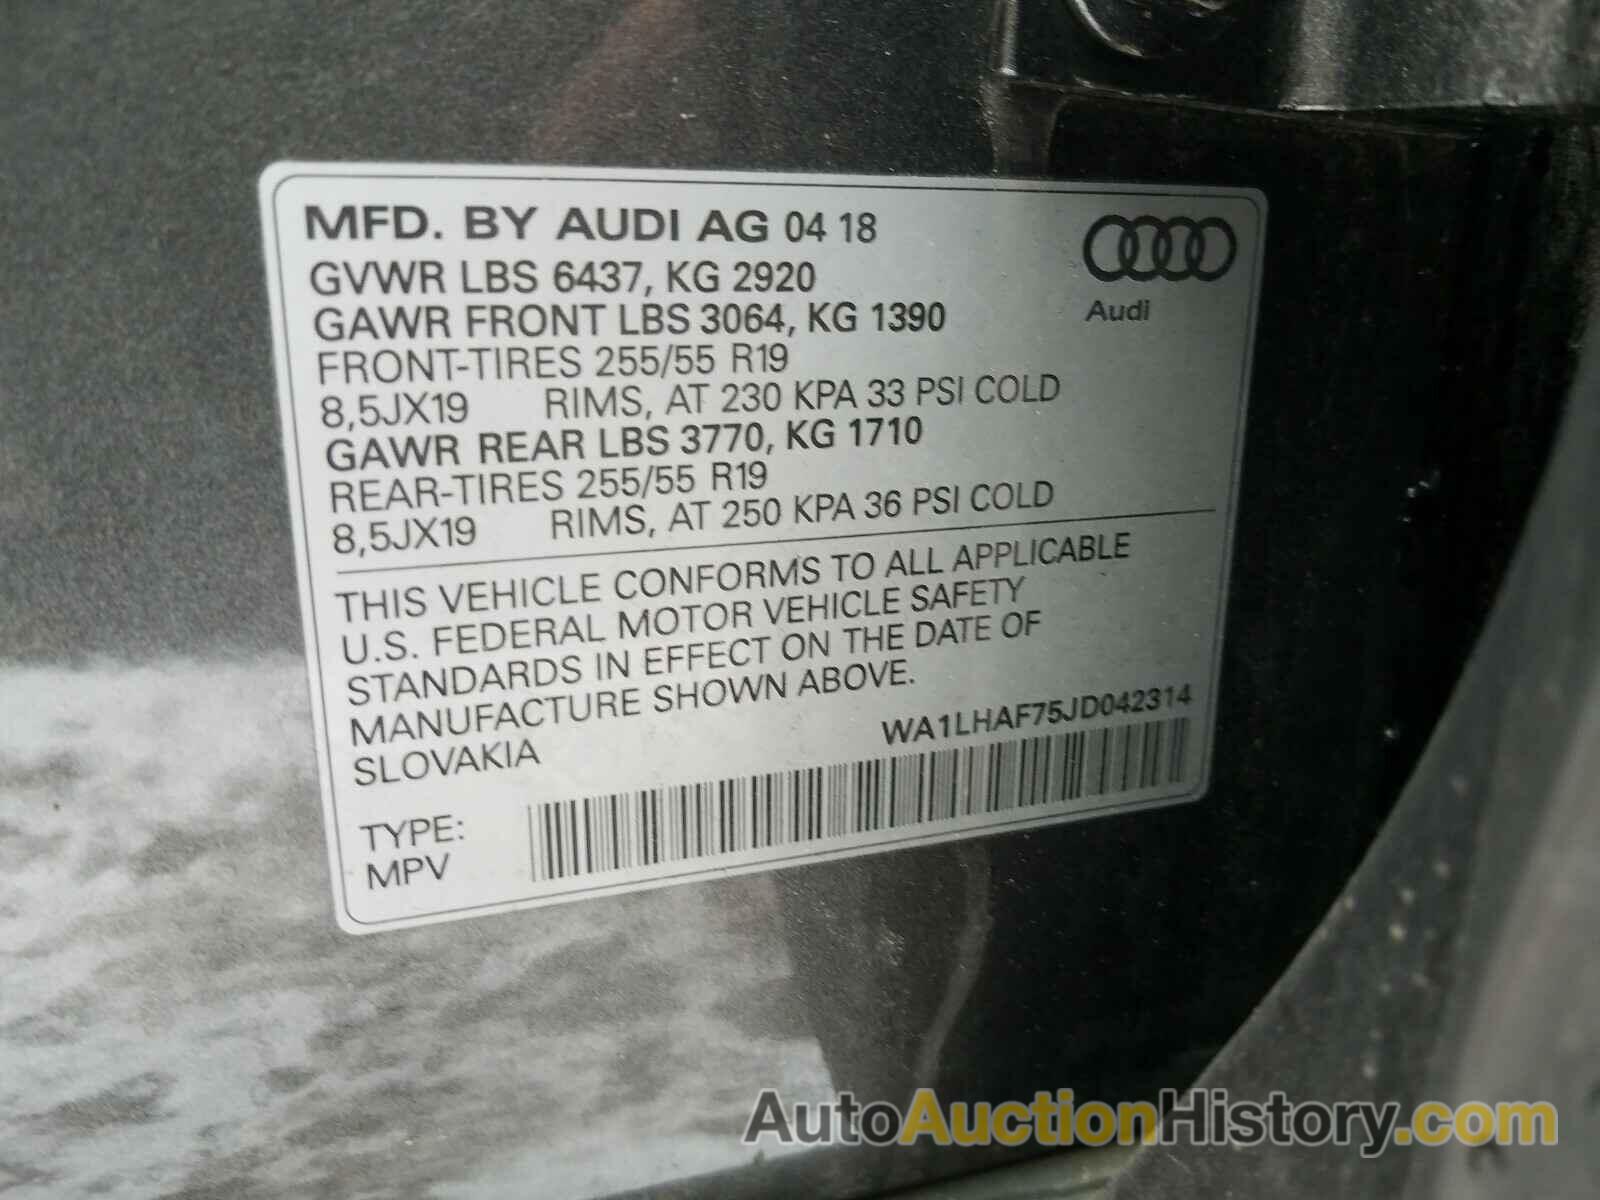 MFD. BY AUDI AG 04 18
GVWR LBS 6437, KG 2920
GAWR FRONT LBS 3064, KG 1390
FRONT-TIRES 255/55 R19
8,5JX19 RIMS, AT 230 KPA 33 PSI COLD
GAWR REAR LBS 3770, KG 1710
REAR-TIRES 255/55 R19
8,5JX19 RIMS, AT 250 KPA 36 PSI COLD
Audi
THIS VEHICLE CONFORMS TO ALL APPLICABLE
U.S. FEDERAL MOTOR VEHICLE SAFETY
STANDARDS IN EFFECT ON THE DATE OF
MANUFACTURE SHOWN ABOVE.
SLOVAKIA
WA1LHAF75JD042314
TYPE:
MPV
AutoAuctionHistory.com